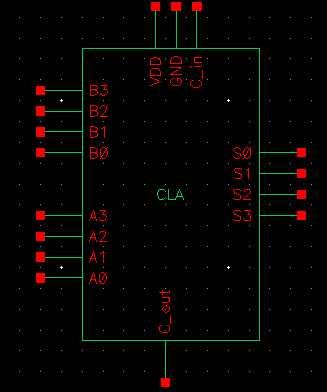 VDD
GND
C_in
B3
B2
B1
B0
S0
S1
CLA
S2
A3
S3
A2
A1
A0
C_out